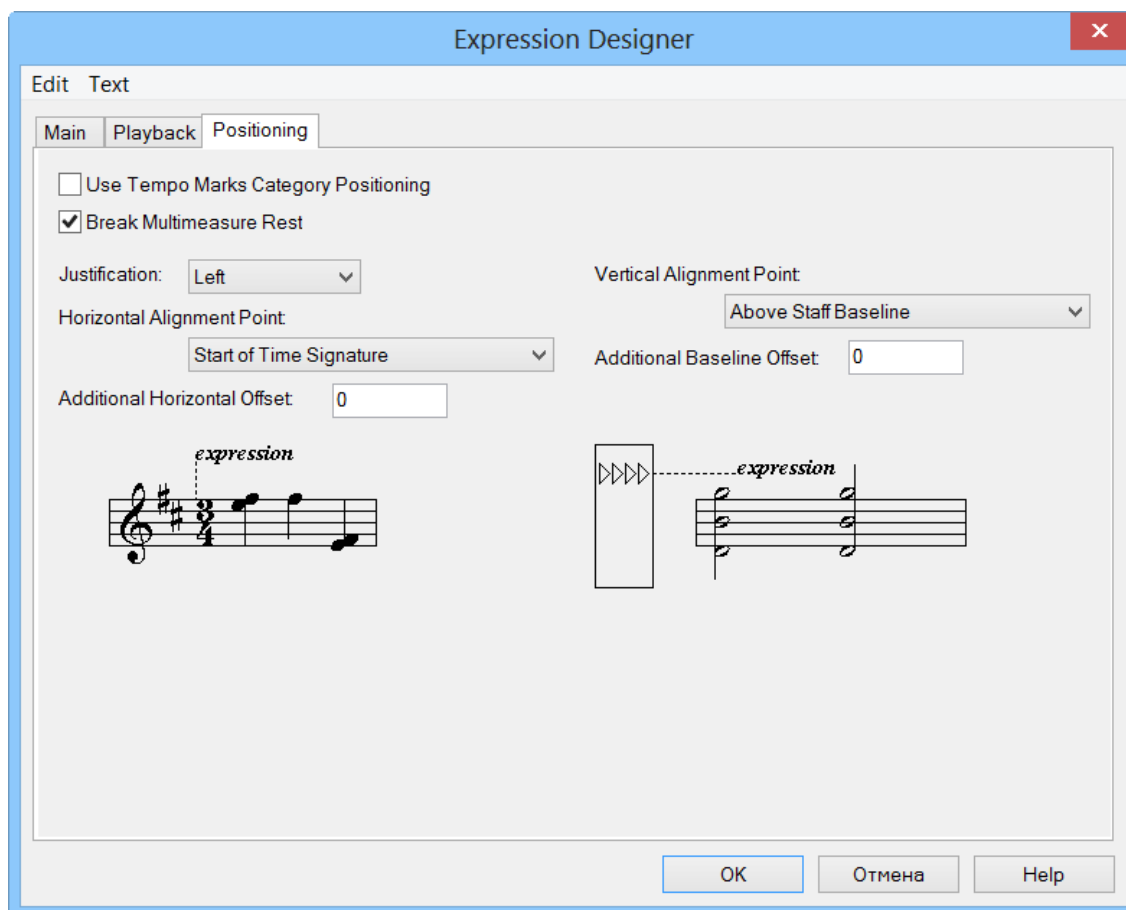 Expression Designer
Edit Text
Main Playback Positioning
Use Tempo Marks Category Positioning
Break Multimeasure Rest
Justification: Left
Horizontal Alignment Point:
Start of Time Signature
Additional Horizontal Offset: 0
Vertical Alignment Point:
Above Staff Baseline
Additional Baseline Offset: 0
expression
3
4
expression
OK Отмена Help